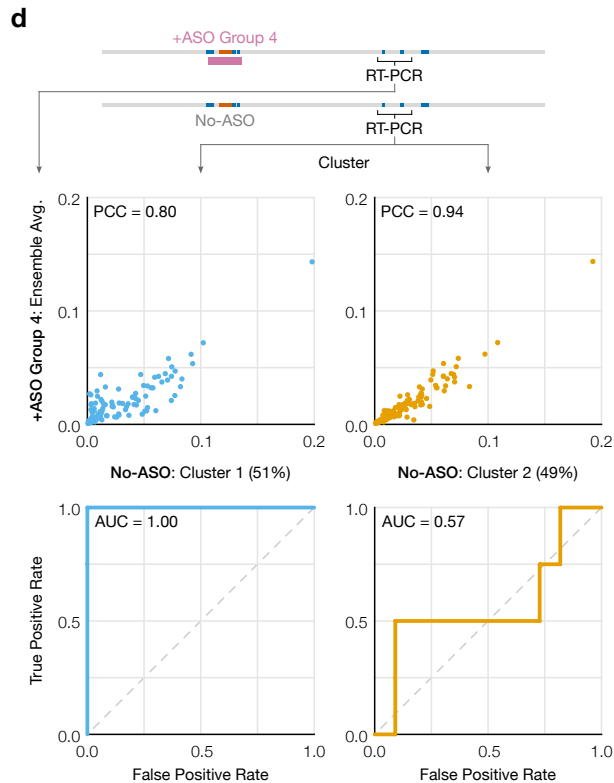 d
+ASO Group 4
RT-PCR
No-ASO
RT-PCR
Cluster
+ASO Group 4: Ensemble Avg.
0.2
0.1
0.0
PCC = 0.80
0.0 0.1 0.2
No-ASO: Cluster 1 (51%)
0.2
0.1
0.0
PCC = 0.94
0.0 0.1 0.2
No-ASO: Cluster 2 (49%)
True Positive Rate
1.0
0.5
0.0
AUC = 1.00
0.0 0.5 1.0
False Positive Rate
1.0
0.5
0.0
AUC = 0.57
0.0 0.5 1.0
False Positive Rate